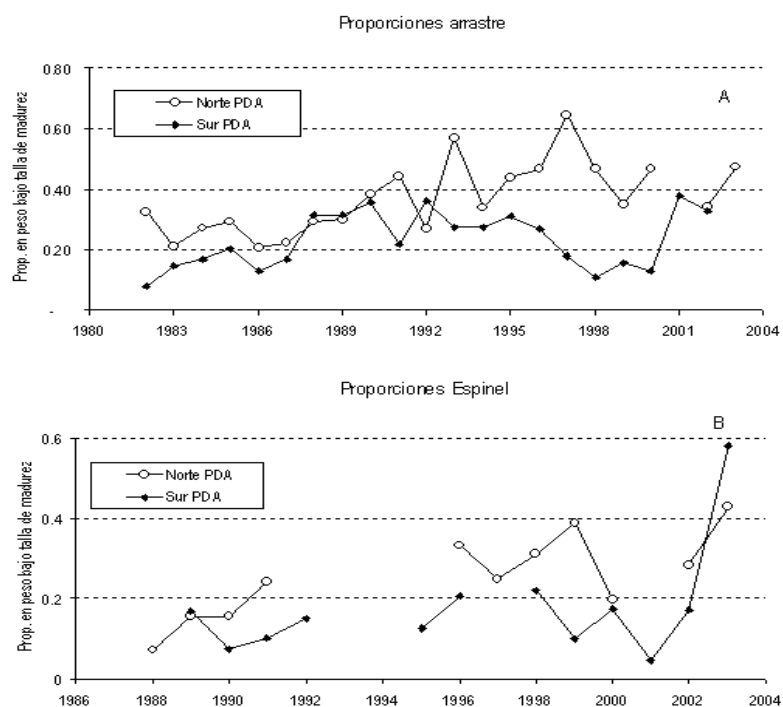 Proporciones arrastre
Prop. en peso bajo talla de madurez
0.80
0.60
0.40
0.20
-
A
Norte PDA
Sur PDA
1980 1983 1986 1989 1992 1995 1998 2001 2004
Proporciones Espinel
Prop. en peso bajo talla de madurez
0.6
0.4
0.2
0
B
Norte PDA
Sur PDA
1986 1988 1990 1992 1994 1996 1998 2000 2002 2004